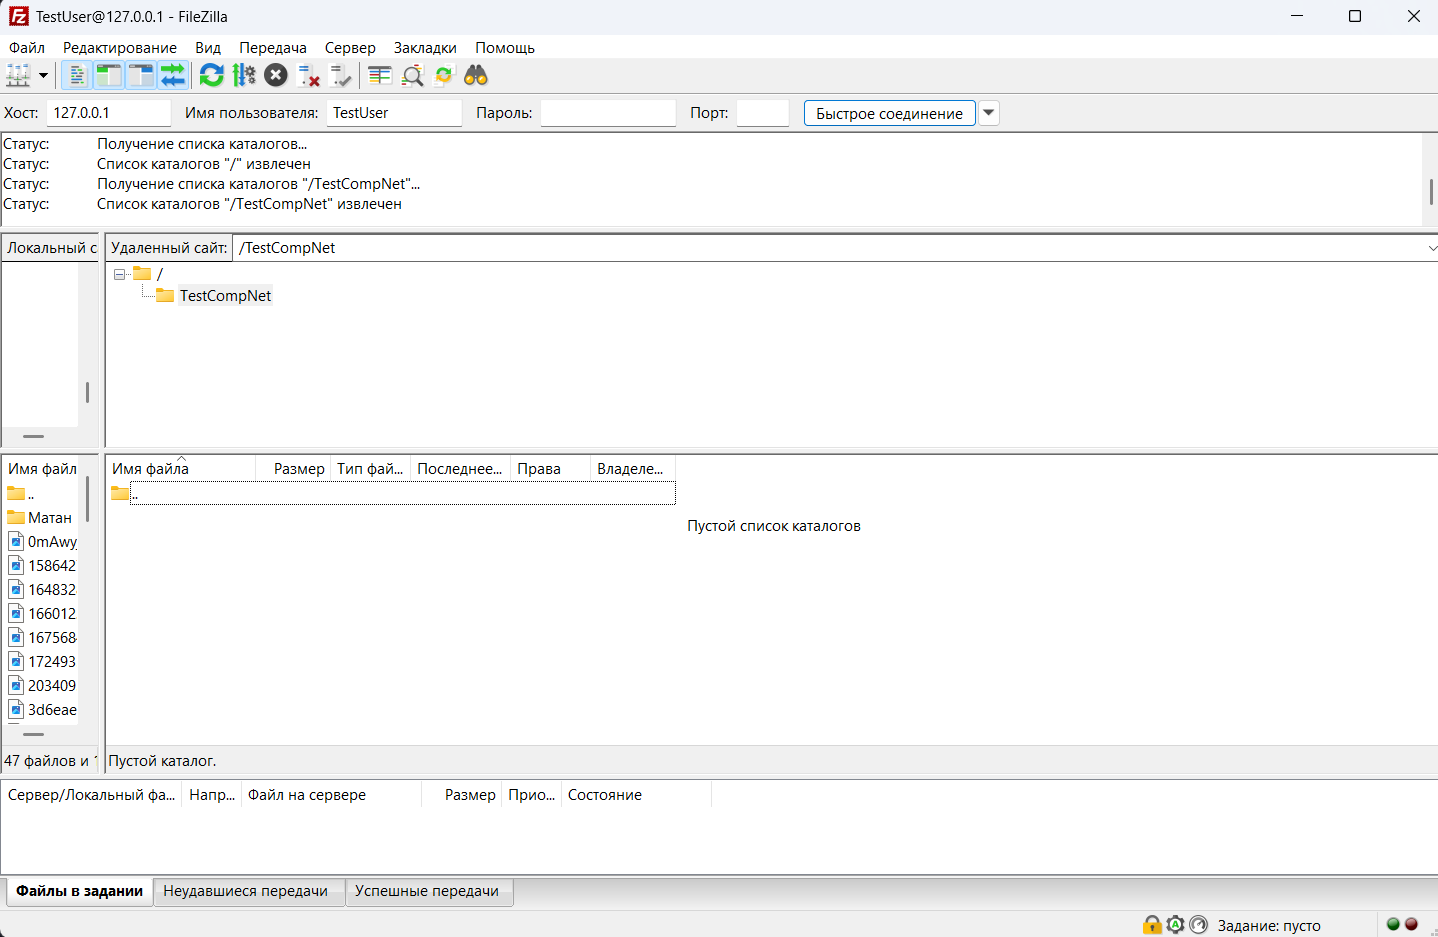 TestUser@127.0.0.1 - FileZilla
Файл Редактирование Вид Передача Сервер Закладки Помощь
Хост: 127.0.0.1 Имя пользователя: TestUser Пароль: Порт: Быстрое соединение
Статус: Получение списка каталогов...
Статус: Список каталогов "/" извлечен
Статус: Получение списка каталогов "/TestCompNet"...
Статус: Список каталогов "/TestCompNet" извлечен
Локальный с
Удаленный сайт: /TestCompNet
/
TestCompNet
Имя файл
..
Матан
0mAwy
158642
164832
166012
167568
172493
203409
3d6eae
47 файлов и 1
Имя файла Размер Тип фай... Последнее... Права Владеле...
..
Пустой список каталогов
Пустой каталог.
Сервер/Локальный фа... Напр... Файл на сервере Размер Прио... Состояние
Файлы в задании Неудавшиеся передачи Успешные передачи
Задание: пусто